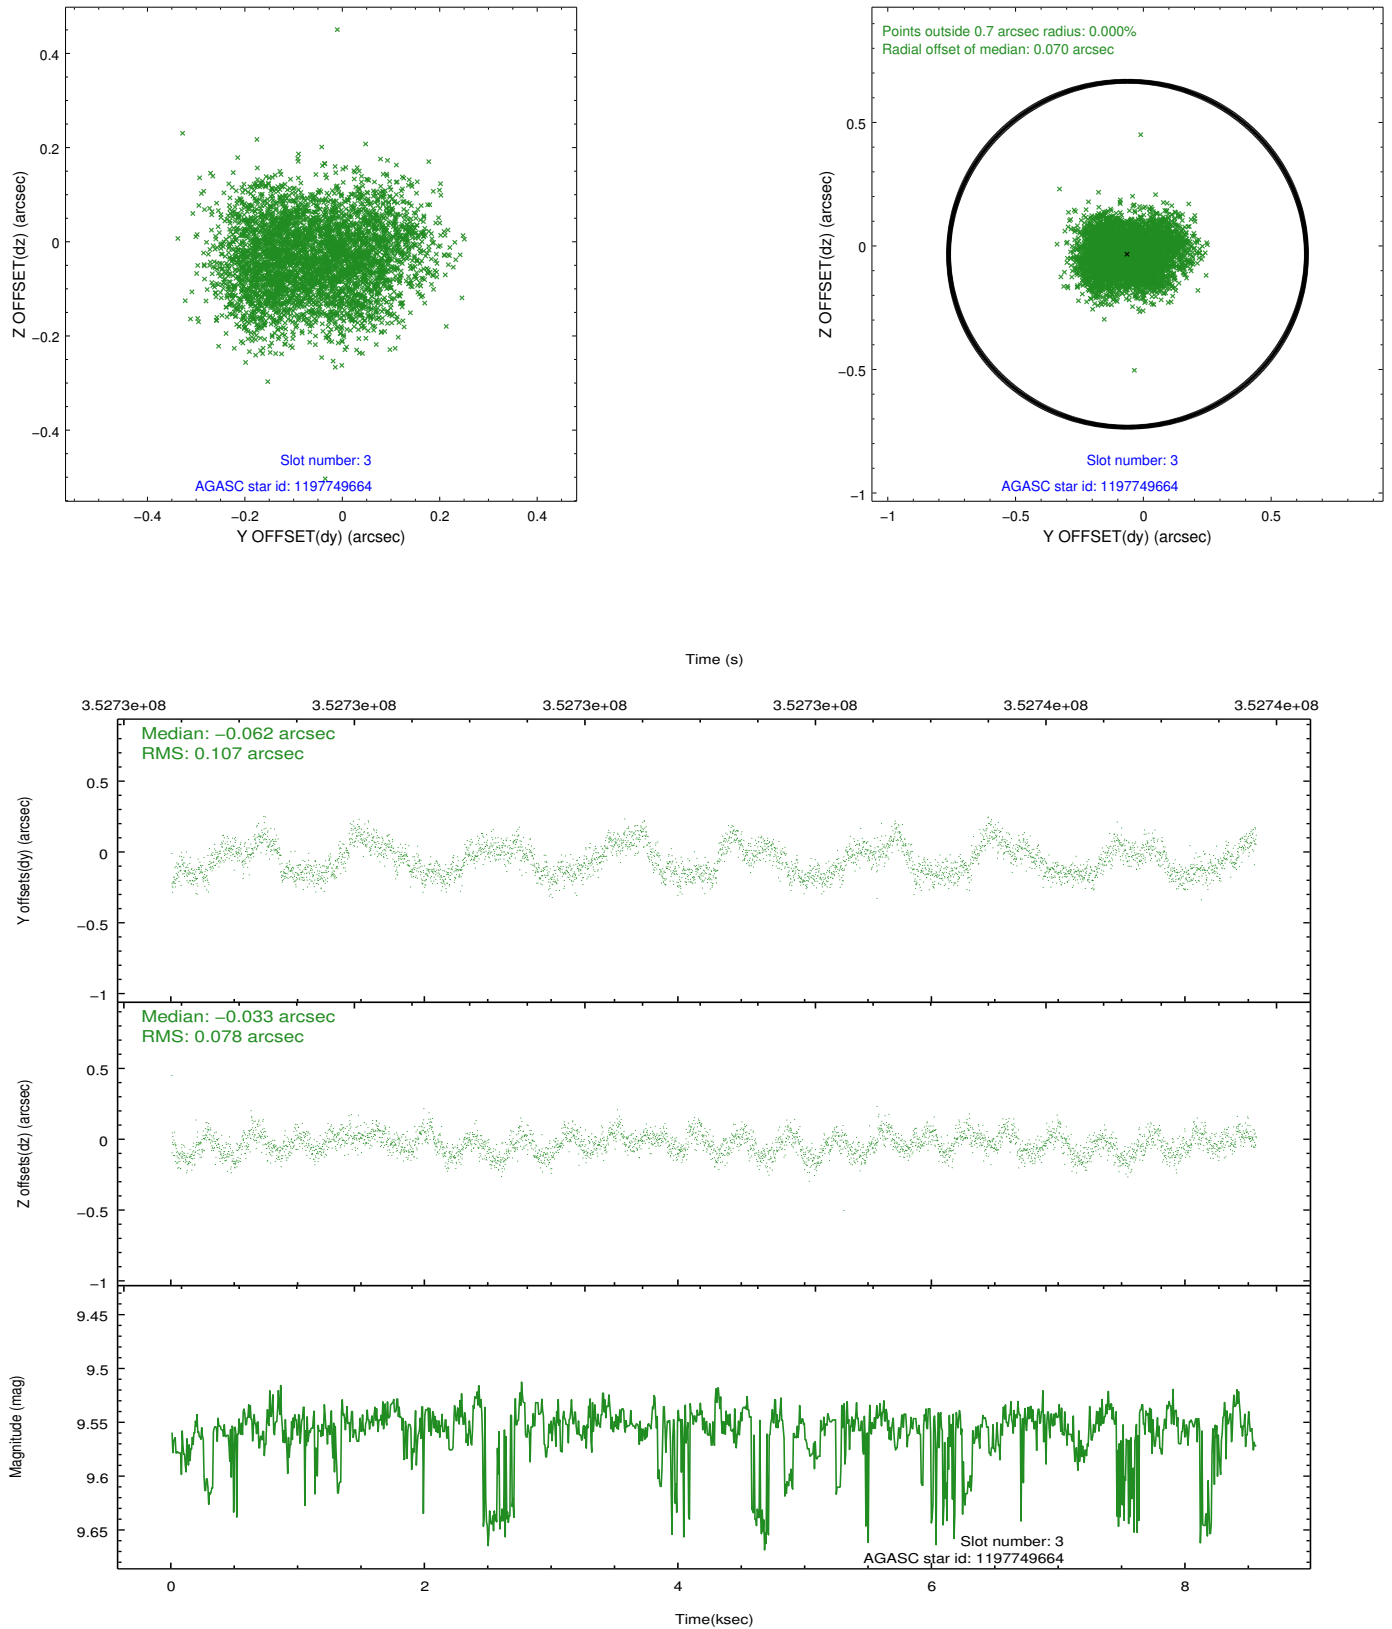 0.4
0.2
0
−0.2
−0.4
Z OFFSET(dz) (arcsec)
Slot number: 3
AGASC star id: 1197749664
−0.4 −0.2 0 0.2 0.4
Y OFFSET(dy) (arcsec)
Points outside 0.7 arcsec radius: 0.000%
Radial offset of median: 0.070 arcsec
0.5
0
−0.5
−1
Z OFFSET(dz) (arcsec)
Slot number: 3
AGASC star id: 1197749664
−1 −0.5 0 0.5
Y OFFSET(dy) (arcsec)
Time (s)
3.5273e+08 3.5273e+08 3.5273e+08 3.5273e+08 3.5274e+08 3.5274e+08
Median: −0.062 arcsec
RMS: 0.107 arcsec
0.5
0
−0.5
−1
Y offsets(dy) (arcsec)
Median: −0.033 arcsec
RMS: 0.078 arcsec
0.5
0
−0.5
−1
Z offsets(dz) (arcsec)
9.45
9.5
9.55
9.6
9.65
Magnitude (mag)
Slot number: 3
AGASC star id: 1197749664
0 2 4 6 8
Time(ksec)